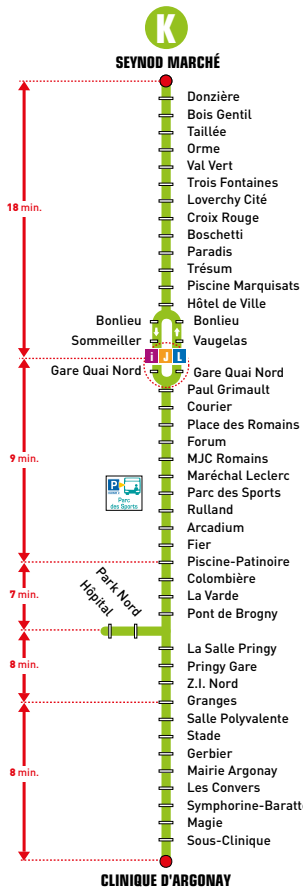 K
SEYNOD MARCHÉ
Donzière
Bois Gentil
Taillée
Orme
Val Vert
Trois Fontaines
Loverchy Cité
Croix Rouge
18 min.
Boschetti
Paradis
Trésum
Piscine Marquisats
Hôtel de Ville
Bonlieu
Bonlieu
Sommeiller
Vaugelas
i J L
Gare Quai Nord
Gare Quai Nord
Paul Grimault
Courier
Place des Romains
Forum
9 min.
MJC Romains
Maréchal Leclerc
P
Parc
des Sports
Parc des Sports
Rulland
Arcadium
Fier
Piscine-Patinoire
Colombière
7 min.
Park Nord
Hôpital
La Varde
Pont de Brogny
La Salle Pringy
8 min.
Pringy Gare
Z.I. Nord
Granges
Salle Polyvalente
Stade
Gerbier
8 min.
Mairie Argonay
Les Convers
Symphorine-Baratt
Magie
Sous-Clinique
CLINIQUE D'ARGONAY